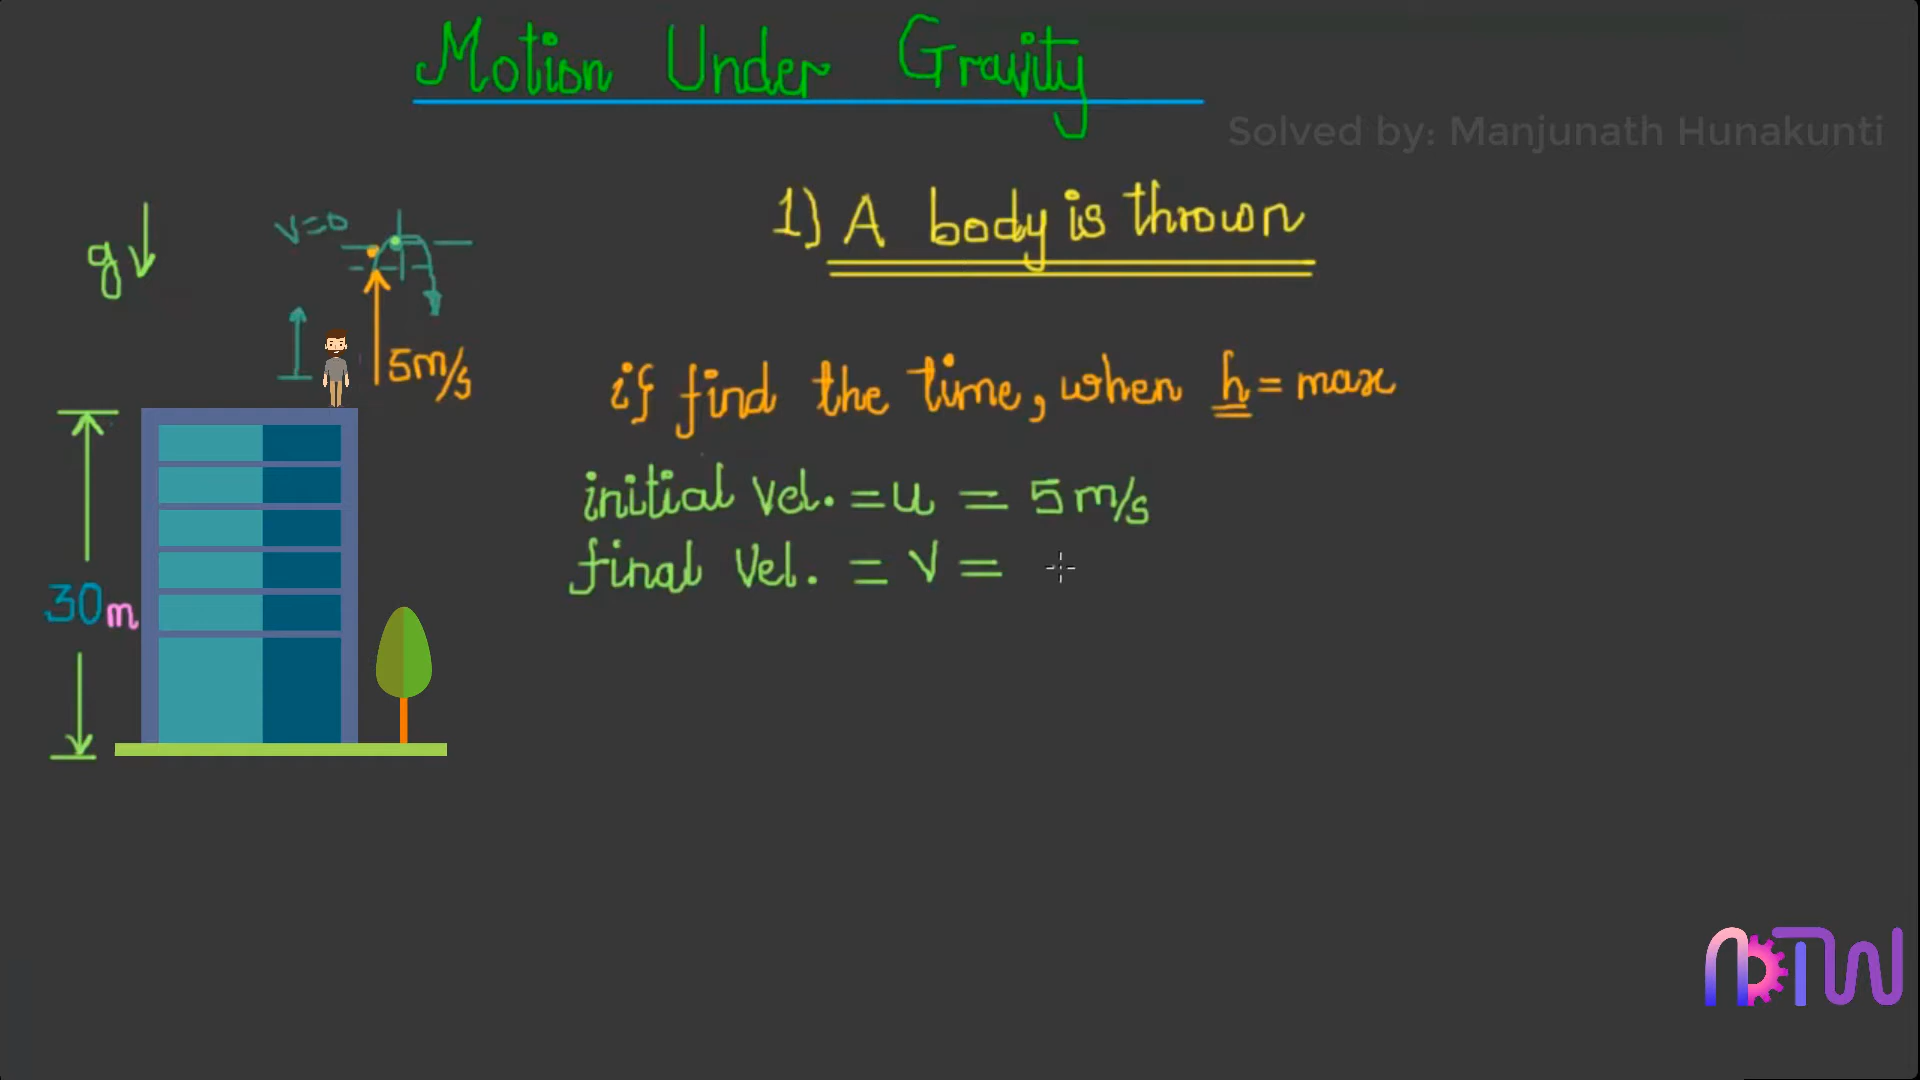 Motion Under Gravity
Solved by: Manjunath Hunakunti
1) A body is thrown
g
v=0
5m/s
if find the time, when h = max
initial vel. = u = 5 m/s
final vel. = v =
30m